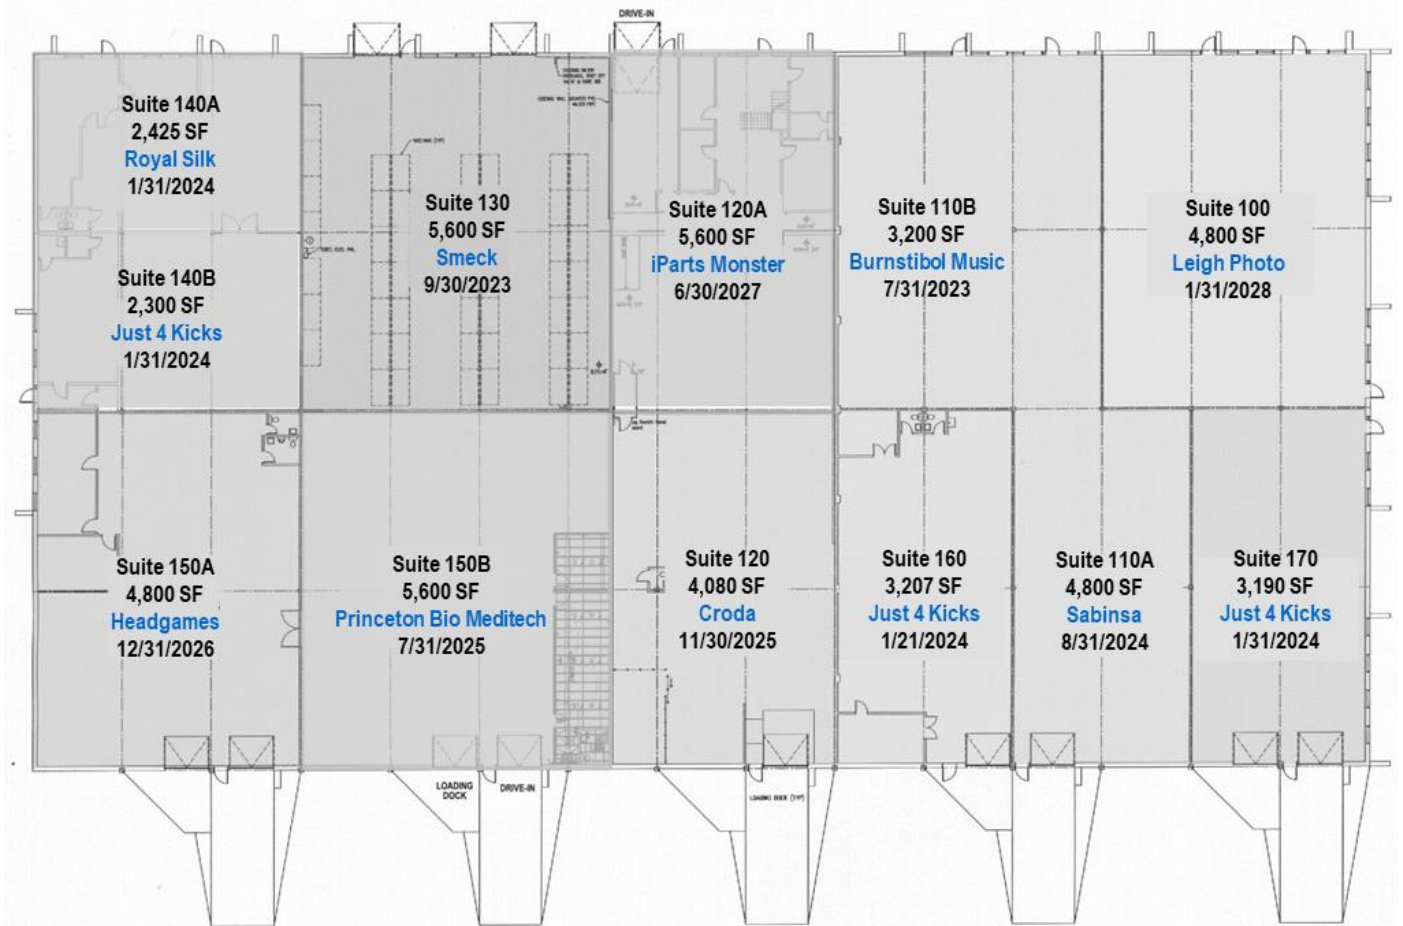 DRIVE-IN
Suite 140A
2,425 SF
Royal Silk
1/31/2024
Suite 130
5,600 SF
Smeck
9/30/2023
Suite 120A
5,600 SF
iParts Monster
6/30/2027
Suite 110B
3,200 SF
Burnstibol Music
7/31/2023
Suite 100
4,800 SF
Leigh Photo
1/31/2028
Suite 140B
2,300 SF
Just 4 Kicks
1/31/2024
Suite 150A
4,800 SF
Headgames
12/31/2026
Suite 150B
5,600 SF
Princeton Bio Meditech
7/31/2025
Suite 120
4,080 SF
Croda
11/30/2025
Suite 160
3,207 SF
Just 4 Kicks
1/21/2024
Suite 110A
4,800 SF
Sabinsa
8/31/2024
Suite 170
3,190 SF
Just 4 Kicks
1/31/2024
LOADING
DOCK
DRIVE-IN
LOADING DOCK (TYP)